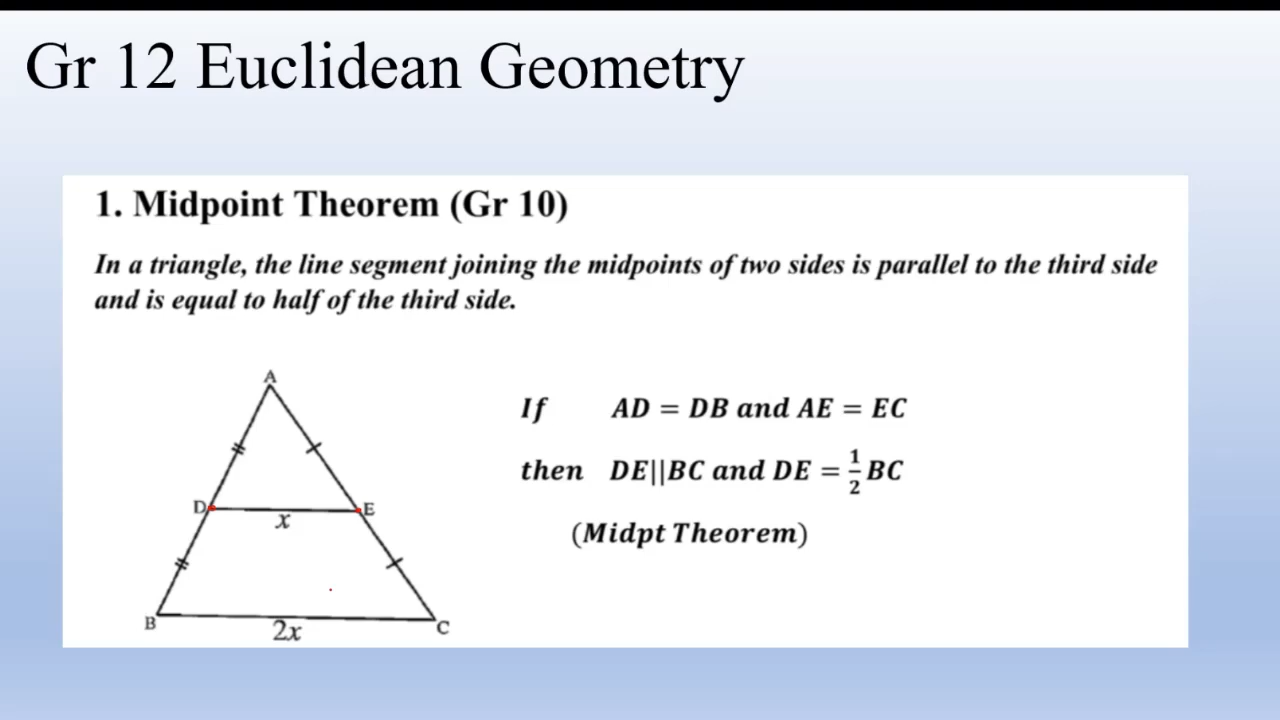 Gr 12 Euclidean Geometry
1. Midpoint Theorem (Gr 10)
In a triangle, the line segment joining the midpoints of two sides is parallel to the third side
and is equal to half of the third side.
A
If AD = DB and AE = EC
then DE||BC and DE = 1/2 BC
D E
x
(Midpt Theorem)
B C
2x